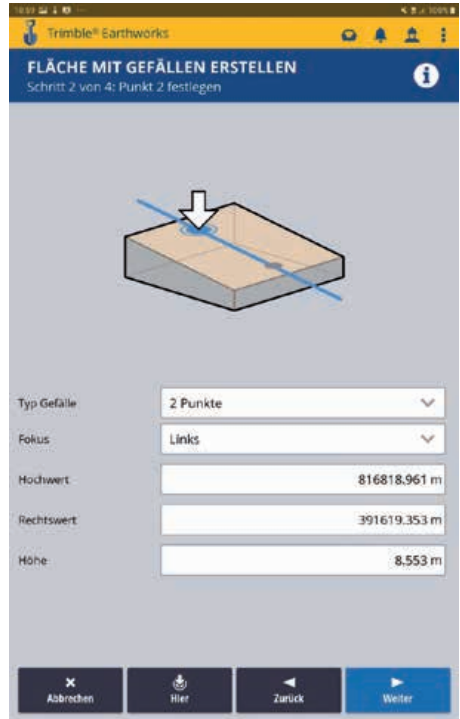 Trimble® Earthworks
FLÄCHE MIT GEFÄLLEN ERSTELLEN
Schritt 2 von 4: Punkt 2 festlegen
Typ Gefälle
2 Punkte
Fokus
Links
Hochwert
816818.961 m
Rechtswert
391619.353 m
Höhe
8.553 m
Abbrechen
Hier
Zurück
Weiter